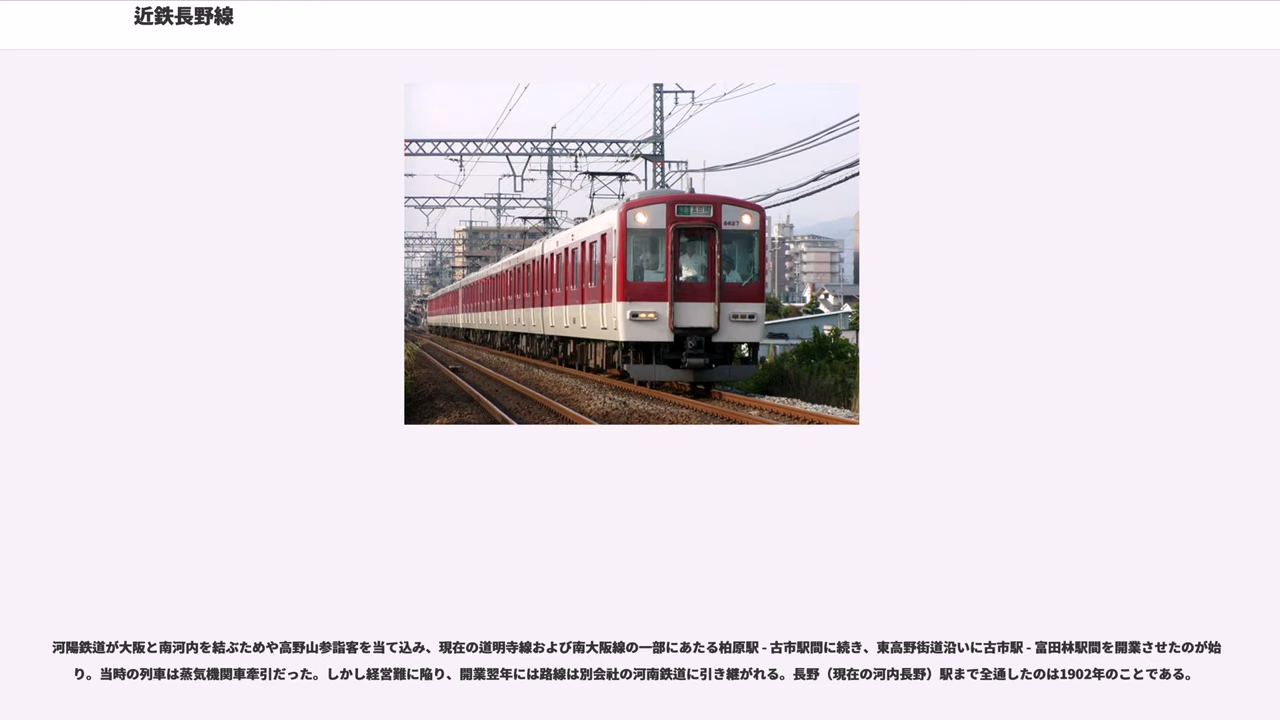 近鉄長野線
6627
河陽鉄道が大阪と南河内を結ぶためや高野山参詣客を当て込み、現在の道明寺線および南大阪線の一部にあたる柏原駅 - 古市駅間に続き、東高野街道沿いに古市駅 - 富田林駅間を開業させたのが始
り。当時の列車は蒸気機関車牽引だった。しかし経営難に陥り、開業翌年には路線は別会社の河南鉄道に引き継がれる。長野（現在の河内長野）駅まで全通したのは1902年のことである。